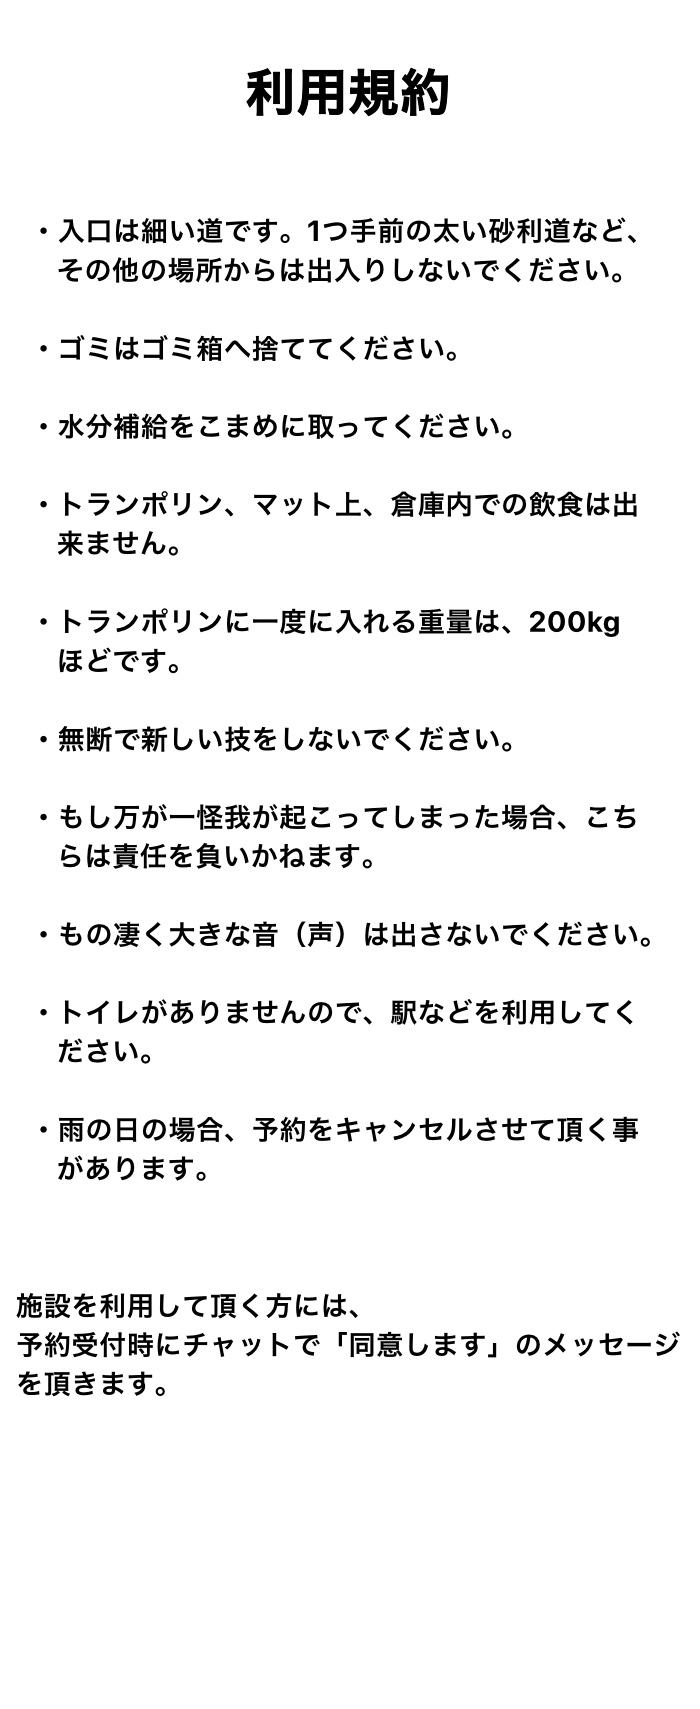 利用規約
・入口は細い道です。1つ手前の太い砂利道など、
その他の場所からは出入りしないでください。
・ゴミはゴミ箱へ捨ててください。
・水分補給をこまめに取ってください。
・トランポリン、マット上、倉庫内での飲食は出
来ません。
・トランポリンに一度に入れる重量は、200kg
ほどです。
・無断で新しい技をしないでください。
・もし万が一怪我が起こってしまった場合、こち
らは責任を負いかねます。
・もの凄く大きな音（声）は出さないでください。
・トイレがありませんので、駅などを利用してく
ださい。
・雨の日の場合、予約をキャンセルさせて頂く事
があります。
施設を利用して頂く方には、
予約受付時にチャットで「同意します」のメッセージ
を頂きます。